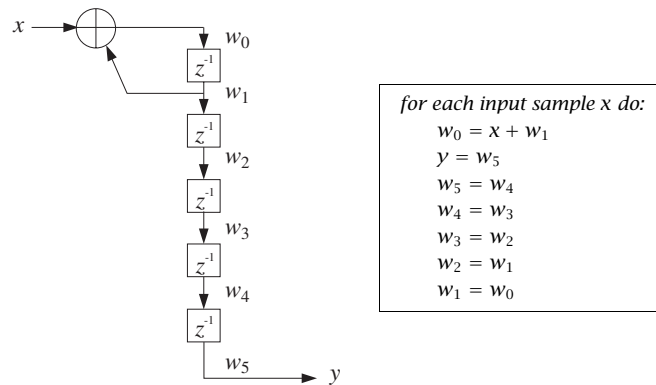 x
w₀
z⁻¹
w₁
z⁻¹
w₂
z⁻¹
w₃
z⁻¹
w₄
z⁻¹
w₅
y
for each input sample x do:
w₀ = x + w₁
y = w₅
w₅ = w₄
w₄ = w₃
w₃ = w₂
w₂ = w₁
w₁ = w₀